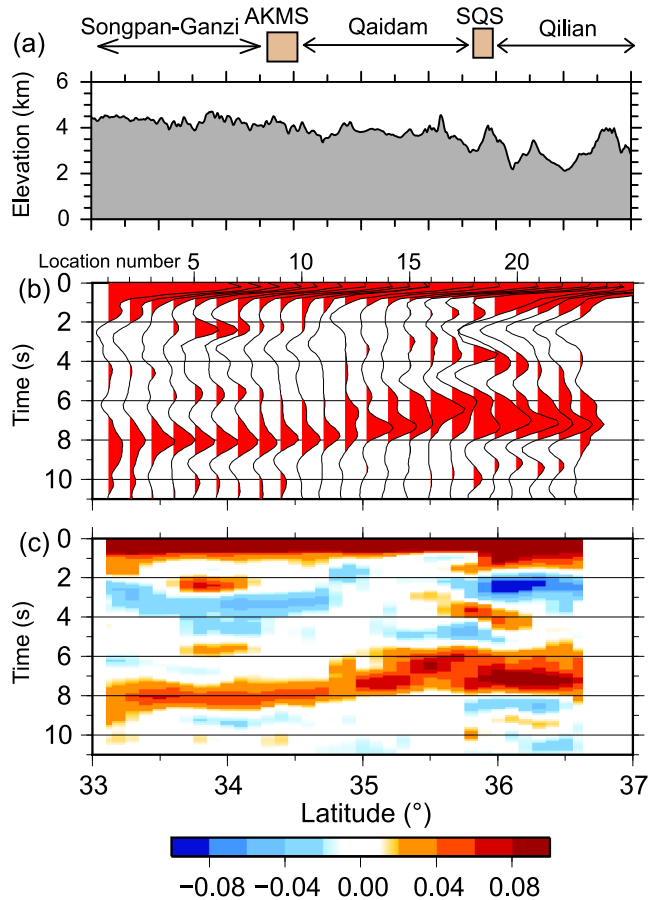 (a) Songpan-Ganzi AKMS Qaidam SQS Qilian
6
4
2
0
Elevation (km)
Location number 5 10 15 20
(b)
0
2
4
6
8
10
Time (s)
(c)
0
2
4
6
8
10
Time (s)
33 34 35 36 37
Latitude (°)
−0.08 −0.04 0.00 0.04 0.08